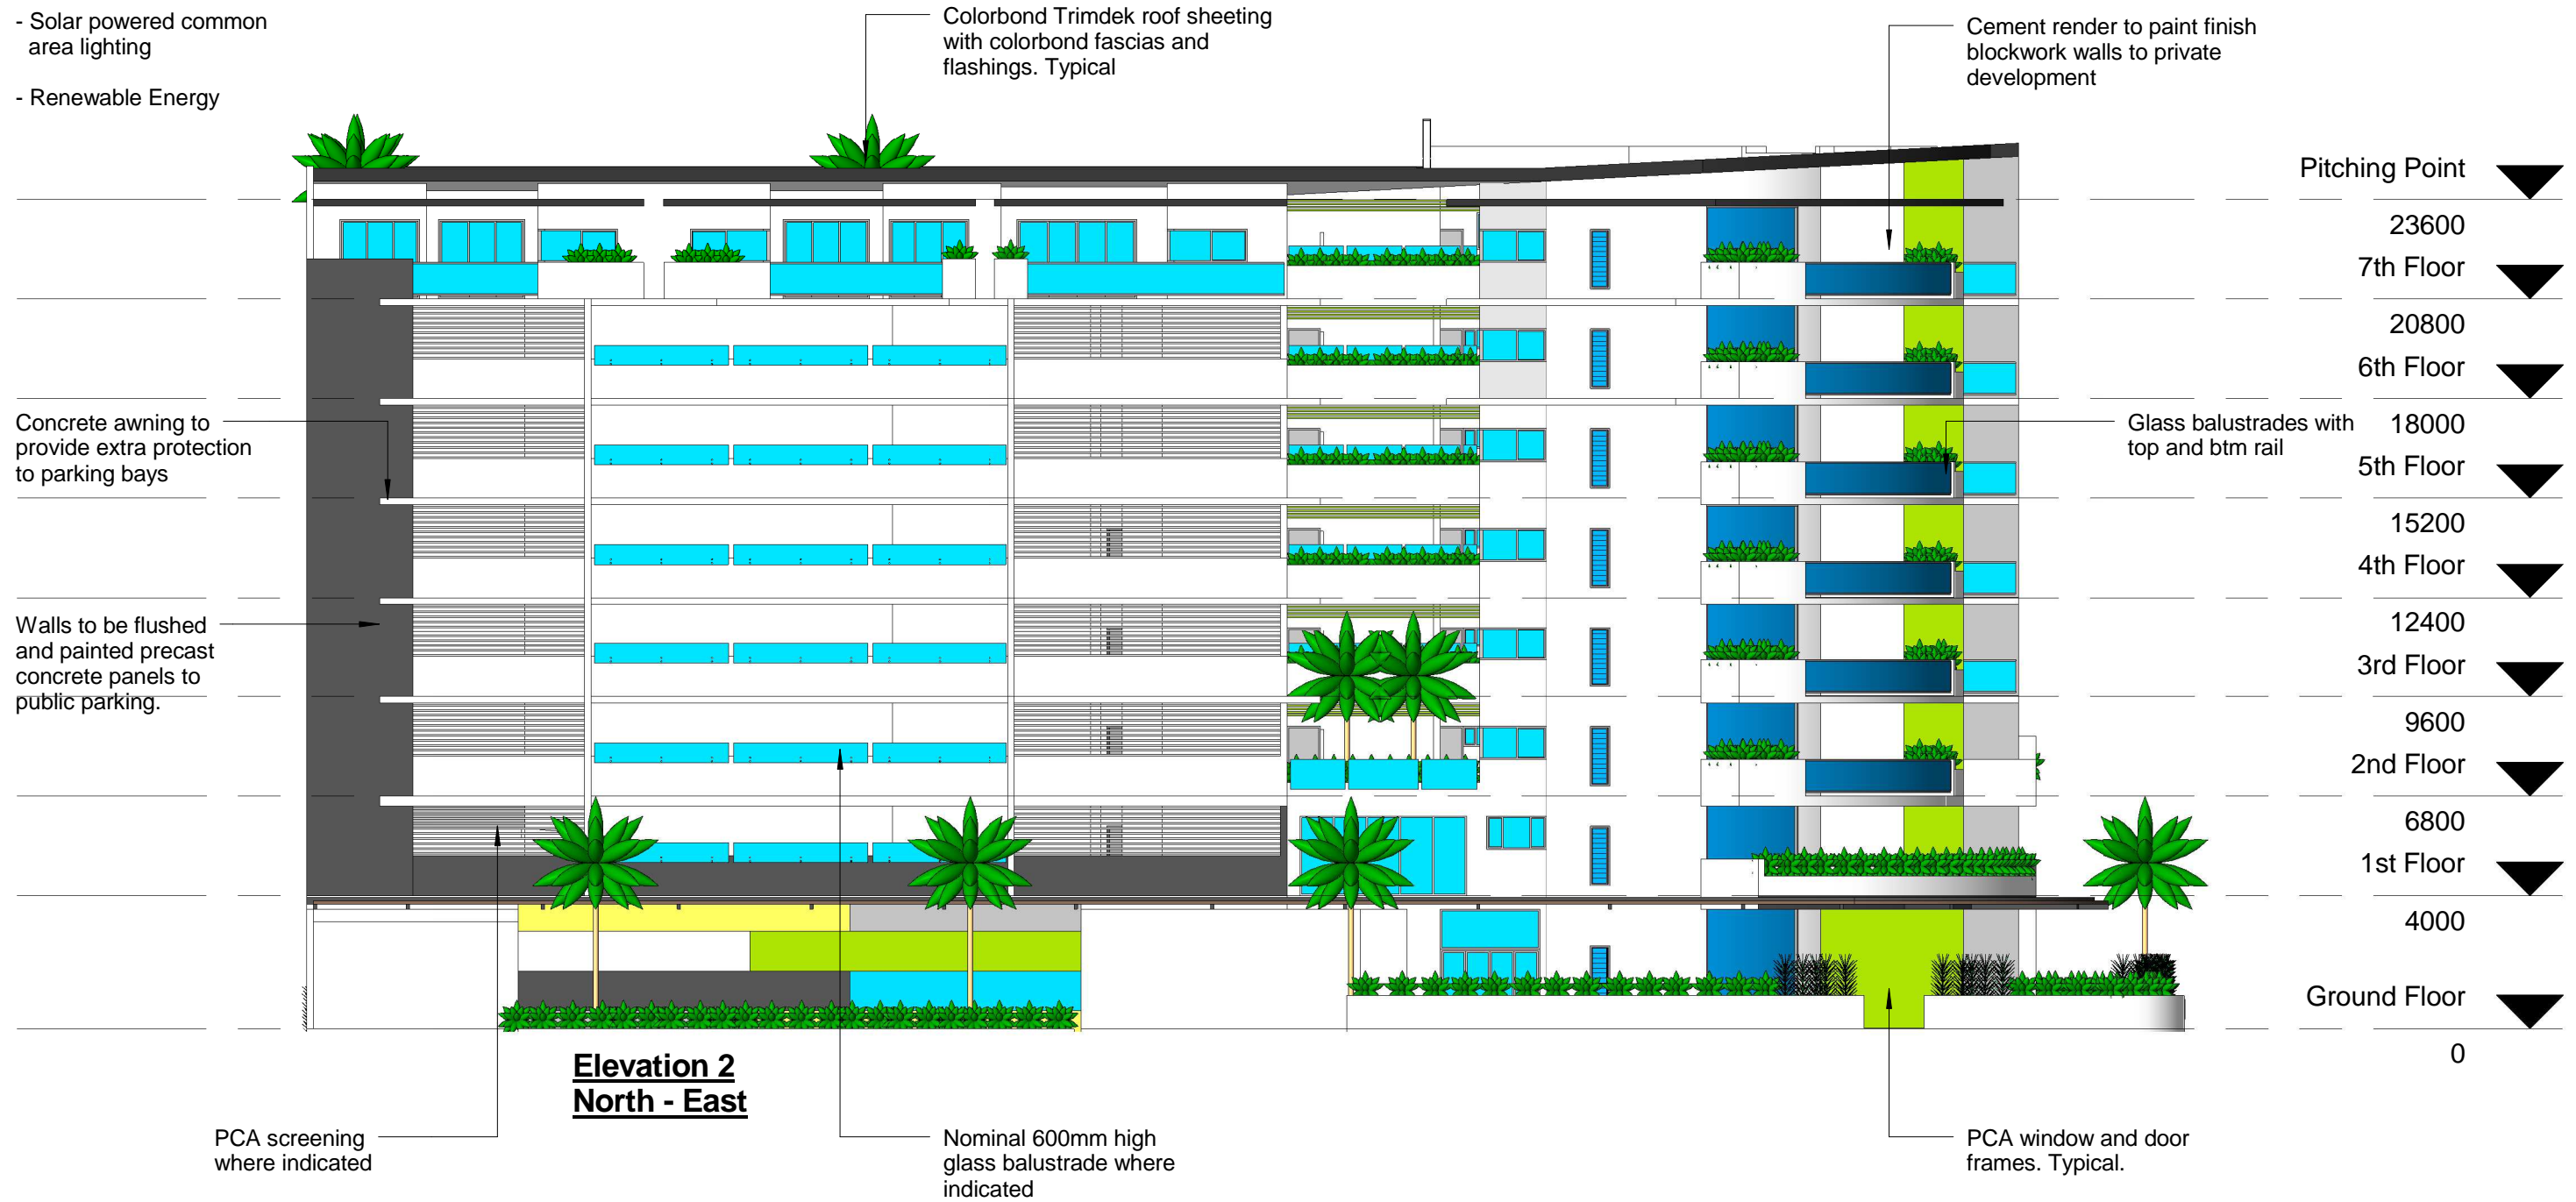 - Solar powered common
area lighting
- Renewable Energy
Colorbond Trimdek roof sheeting
with colorbond fascias and
flashings. Typical
Cement render to paint finish
blockwork walls to private
development
Pitching Point
23600
7th Floor
20800
6th Floor
Concrete awning to
provide extra protection
to parking bays
Glass balustrades with
top and btm rail
18000
5th Floor
15200
4th Floor
Walls to be flushed
and painted precast
concrete panels to
public parking.
12400
3rd Floor
9600
2nd Floor
6800
1st Floor
4000
Ground Floor
0
Elevation 2
North - East
PCA screening
where indicated
Nominal 600mm high
glass balustrade where
indicated
PCA window and door
frames. Typical.